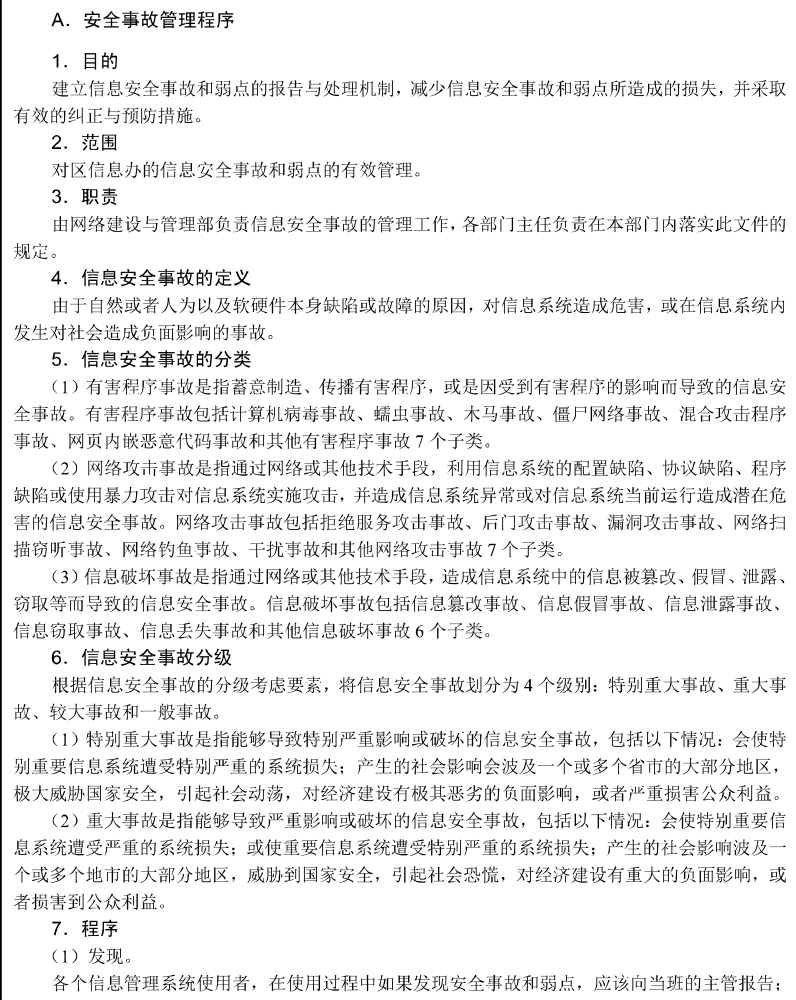 A．安全事故管理程序
1．目的
建立信息安全事故和弱点的报告与处理机制，减少信息安全事故和弱点所造成的损失，并采取
有效的纠正与预防措施。
2．范围
对区信息办的信息安全事故和弱点的有效管理。
3．职责
由网络建设与管理部负责信息安全事故的管理工作，各部门主任负责在本部门内落实此文件的
规定。
4．信息安全事故的定义
由于自然或者人为以及软硬件本身缺陷或故障的原因，对信息系统造成危害，或在信息系统内
发生对社会造成负面影响的事故。
5．信息安全事故的分类
（1）有害程序事故是指蓄意制造、传播有害程序，或是因受到有害程序的影响而导致的信息安
全事故。有害程序事故包括计算机病毒事故、蠕虫事故、木马事故、僵尸网络事故、混合攻击程序
事故、网页内嵌恶意代码事故和其他有害程序事故 7 个子类。
（2）网络攻击事故是指通过网络或其他技术手段，利用信息系统的配置缺陷、协议缺陷、程序
缺陷或使用暴力攻击对信息系统实施攻击，并造成信息系统异常或对信息系统当前运行造成潜在危
害的信息安全事故。网络攻击事故包括拒绝服务攻击事故、后门攻击事故、漏洞攻击事故、网络扫
描窃听事故、网络钓鱼事故、干扰事故和其他网络攻击事故 7 个子类。
（3）信息破坏事故是指通过网络或其他技术手段，造成信息系统中的信息被篡改、假冒、泄露、
窃取等而导致的信息安全事故。信息破坏事故包括信息篡改事故、信息假冒事故、信息泄露事故、
信息窃取事故、信息丢失事故和其他信息破坏事故 6 个子类。
6．信息安全事故分级
根据信息安全事故的分级考虑要素，将信息安全事故划分为 4 个级别：特别重大事故、重大事
故、较大事故和一般事故。
（1）特别重大事故是指能够导致特别严重影响或破坏的信息安全事故，包括以下情况：会使特
别重要信息系统遭受特别严重的系统损失；产生的社会影响会波及一个或多个省市的大部分地区，
极大威胁国家安全，引起社会动荡，对经济建设有极其恶劣的负面影响，或者严重损害公众利益。
（2）重大事故是指能够导致严重影响或破坏的信息安全事故，包括以下情况：会使特别重要信
息系统遭受严重的系统损失；或使重要信息系统遭受特别严重的系统损失；产生的社会影响波及一
个或多个地市的大部分地区，威胁到国家安全，引起社会恐慌，对经济建设有重大的负面影响，或
者损害到公众利益。
7．程序
（1）发现。
各个信息管理系统使用者，在使用过程中如果发现安全事故和弱点，应该向当班的主管报告；